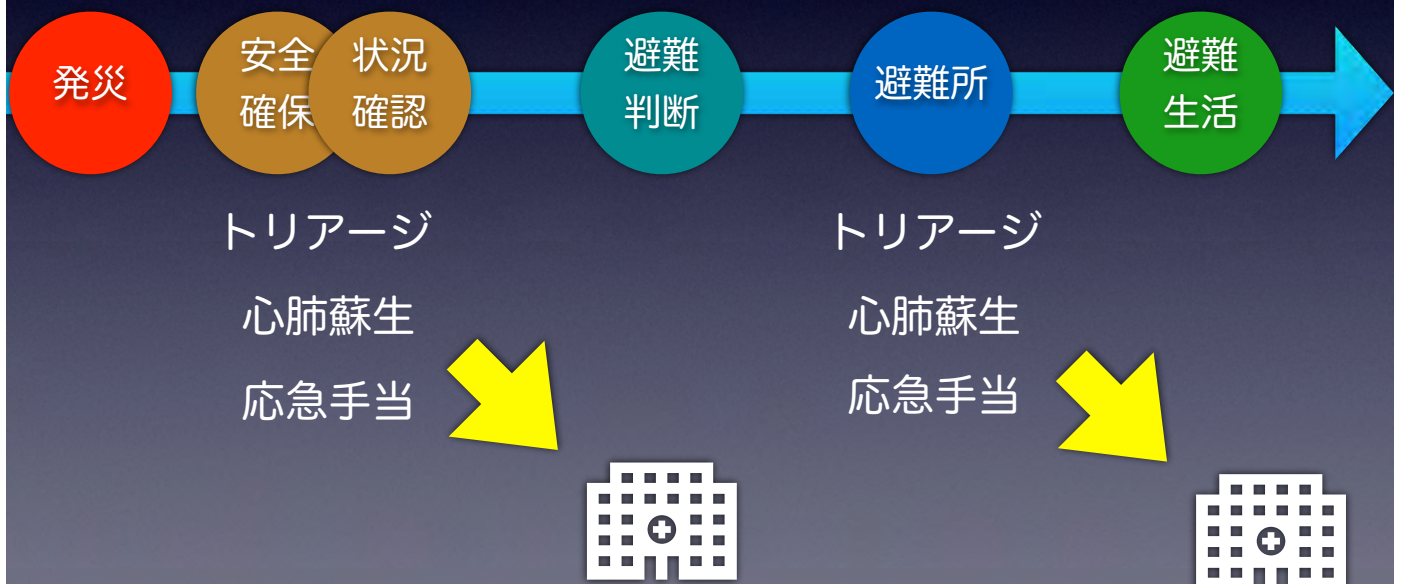 発災
安全
確保
状況
確認
避難
判断
避難所
避難
生活
トリアージ
心肺蘇生
応急手当
トリアージ
心肺蘇生
応急手当